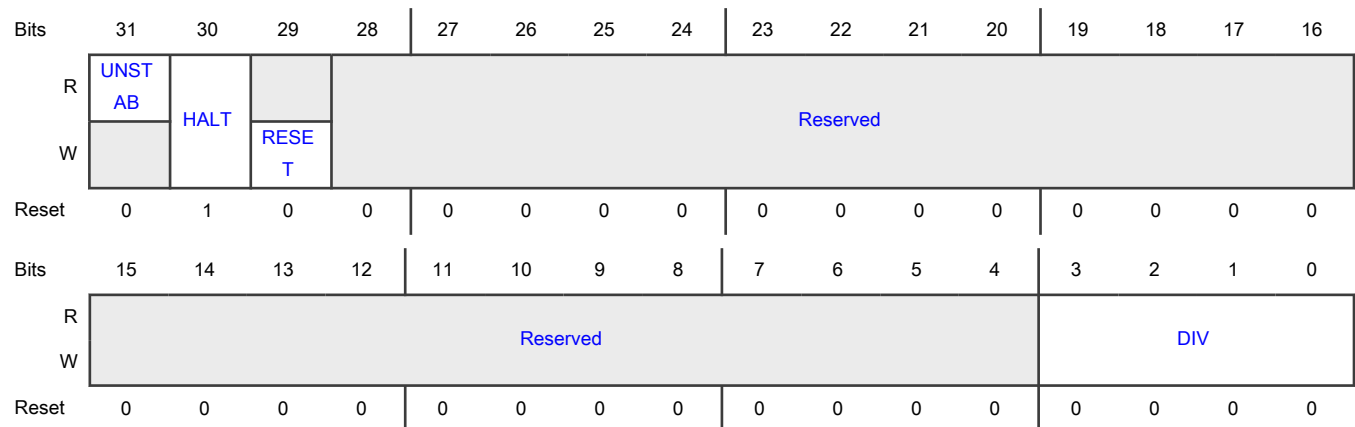 Bits 31 30 29 28 27 26 25 24 23 22 21 20 19 18 17 16
R UNST
AB
HALT Reserved
W RESE
T
Reset 0 1 0 0 0 0 0 0 0 0 0 0 0 0 0 0
Bits 15 14 13 12 11 10 9 8 7 6 5 4 3 2 1 0
R
Reserved DIV
W
Reset 0 0 0 0 0 0 0 0 0 0 0 0 0 0 0 0